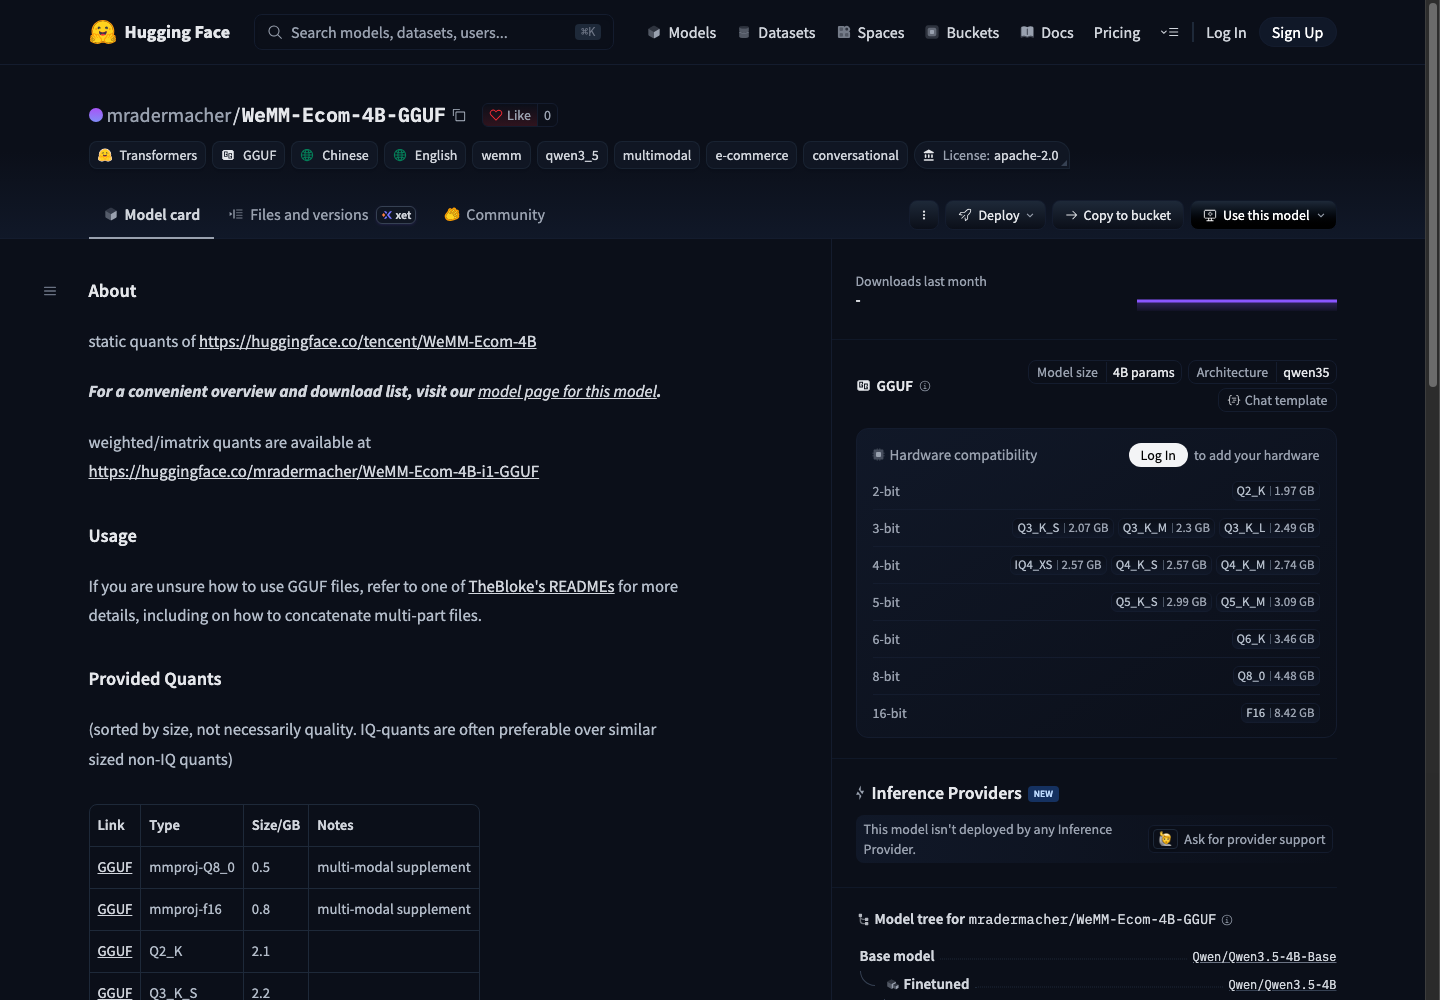 Hugging Face
Search models, datasets, users...
⌘K
Models
Datasets
Spaces
Buckets
Docs
Pricing
Log In
Sign Up
mradermacher/WeMM-Ecom-4B-GGUF
Like
0
Transformers
GGUF
Chinese
English
wemm
qwen3_5
multimodal
e-commerce
conversational
License: apache-2.0
Model card
Files and versions
xet
Community
Deploy
Copy to bucket
Use this model
About
static quants of https://huggingface.co/tencent/WeMM-Ecom-4B
For a convenient overview and download list, visit our model page for this model.
weighted/imatrix quants are available at
https://huggingface.co/mradermacher/WeMM-Ecom-4B-i1-GGUF
Usage
If you are unsure how to use GGUF files, refer to one of TheBloke's READMEs for more
details, including on how to concatenate multi-part files.
Provided Quants
(sorted by size, not necessarily quality. IQ-quants are often preferable over similar
sized non-IQ quants)
Link Type Size/GB Notes
GGUF mmproj-Q8_0 0.5 multi-modal supplement
GGUF mmproj-f16 0.8 multi-modal supplement
GGUF Q2_K 2.1
GGUF Q3_K_S 2.2
Downloads last month
-
GGUF
Model size 4B params
Architecture qwen35
Chat template
Hardware compatibility
Log In to add your hardware
2-bit Q2_K 1.97 GB
3-bit Q3_K_S 2.07 GB Q3_K_M 2.3 GB Q3_K_L 2.49 GB
4-bit IQ4_XS 2.57 GB Q4_K_S 2.57 GB Q4_K_M 2.74 GB
5-bit Q5_K_S 2.99 GB Q5_K_M 3.09 GB
6-bit Q6_K 3.46 GB
8-bit Q8_0 4.48 GB
16-bit F16 8.42 GB
Inference Providers NEW
This model isn't deployed by any Inference
Provider.
Ask for provider support
Model tree for mradermacher/WeMM-Ecom-4B-GGUF
Base model Qwen/Qwen3.5-4B-Base
Finetuned Qwen/Qwen3.5-4B